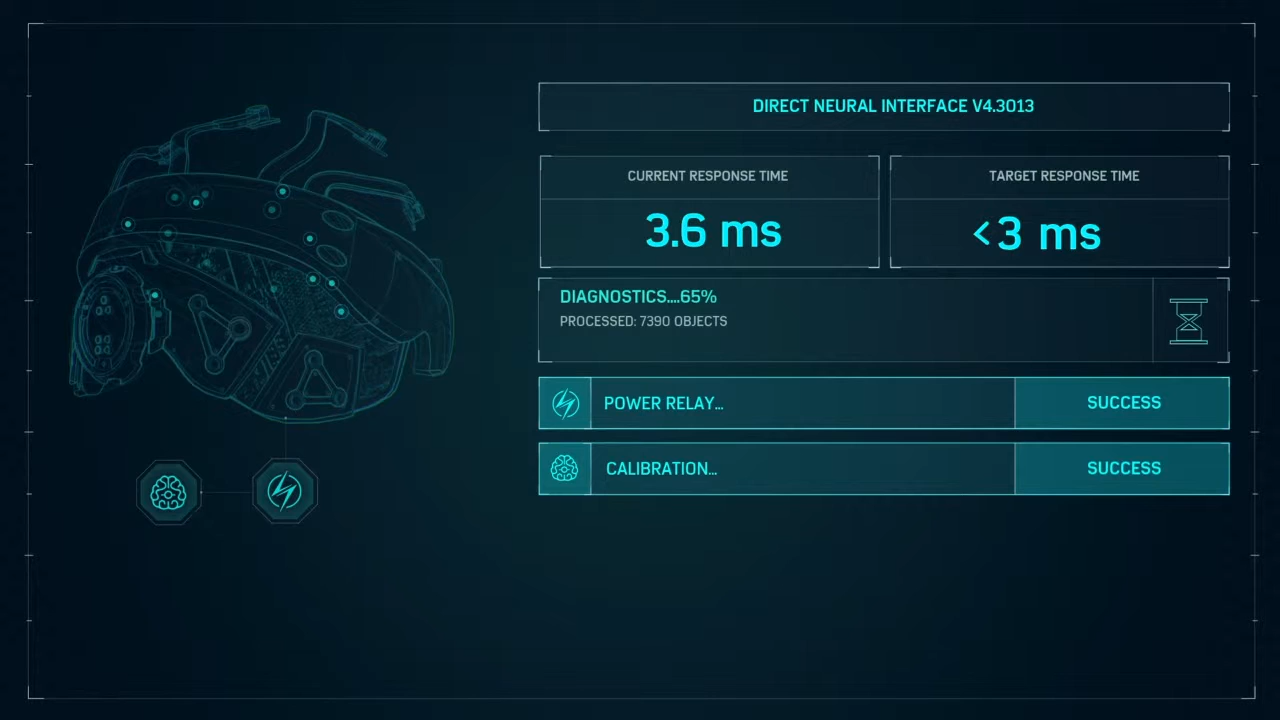 DIRECT NEURAL INTERFACE V4.3013
CURRENT RESPONSE TIME
3.6 ms
TARGET RESPONSE TIME
<3 ms
DIAGNOSTICS....65%
PROCESSED: 7390 OBJECTS
POWER RELAY...
SUCCESS
CALIBRATION...
SUCCESS